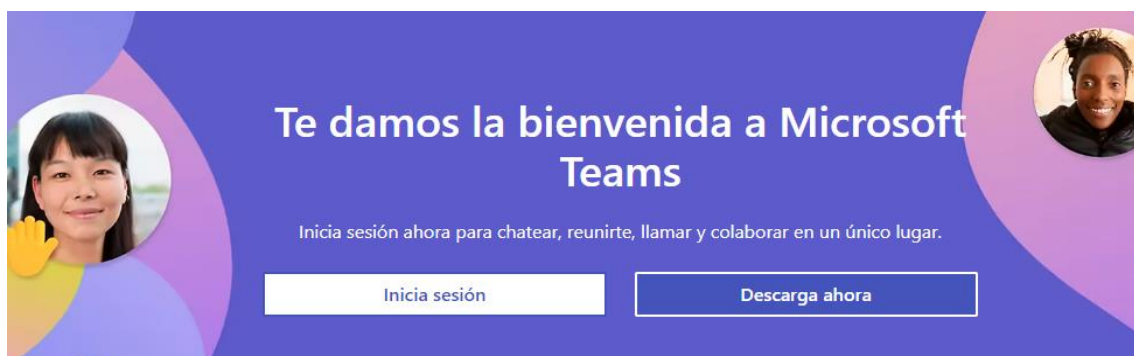 Te damos la bienvenida a Microsoft
Teams
Inicia sesión ahora para chatear, reunirte, llamar y colaborar en un único lugar.
Inicia sesión
Descarga ahora